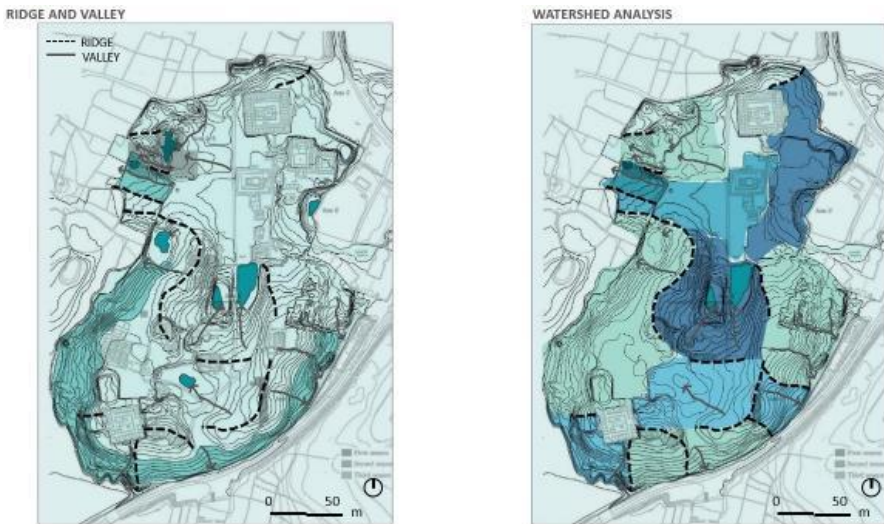 RIDGE AND VALLEY
RIDGE
VALLEY
0 50
m
WATERSHED ANALYSIS
0 50
m